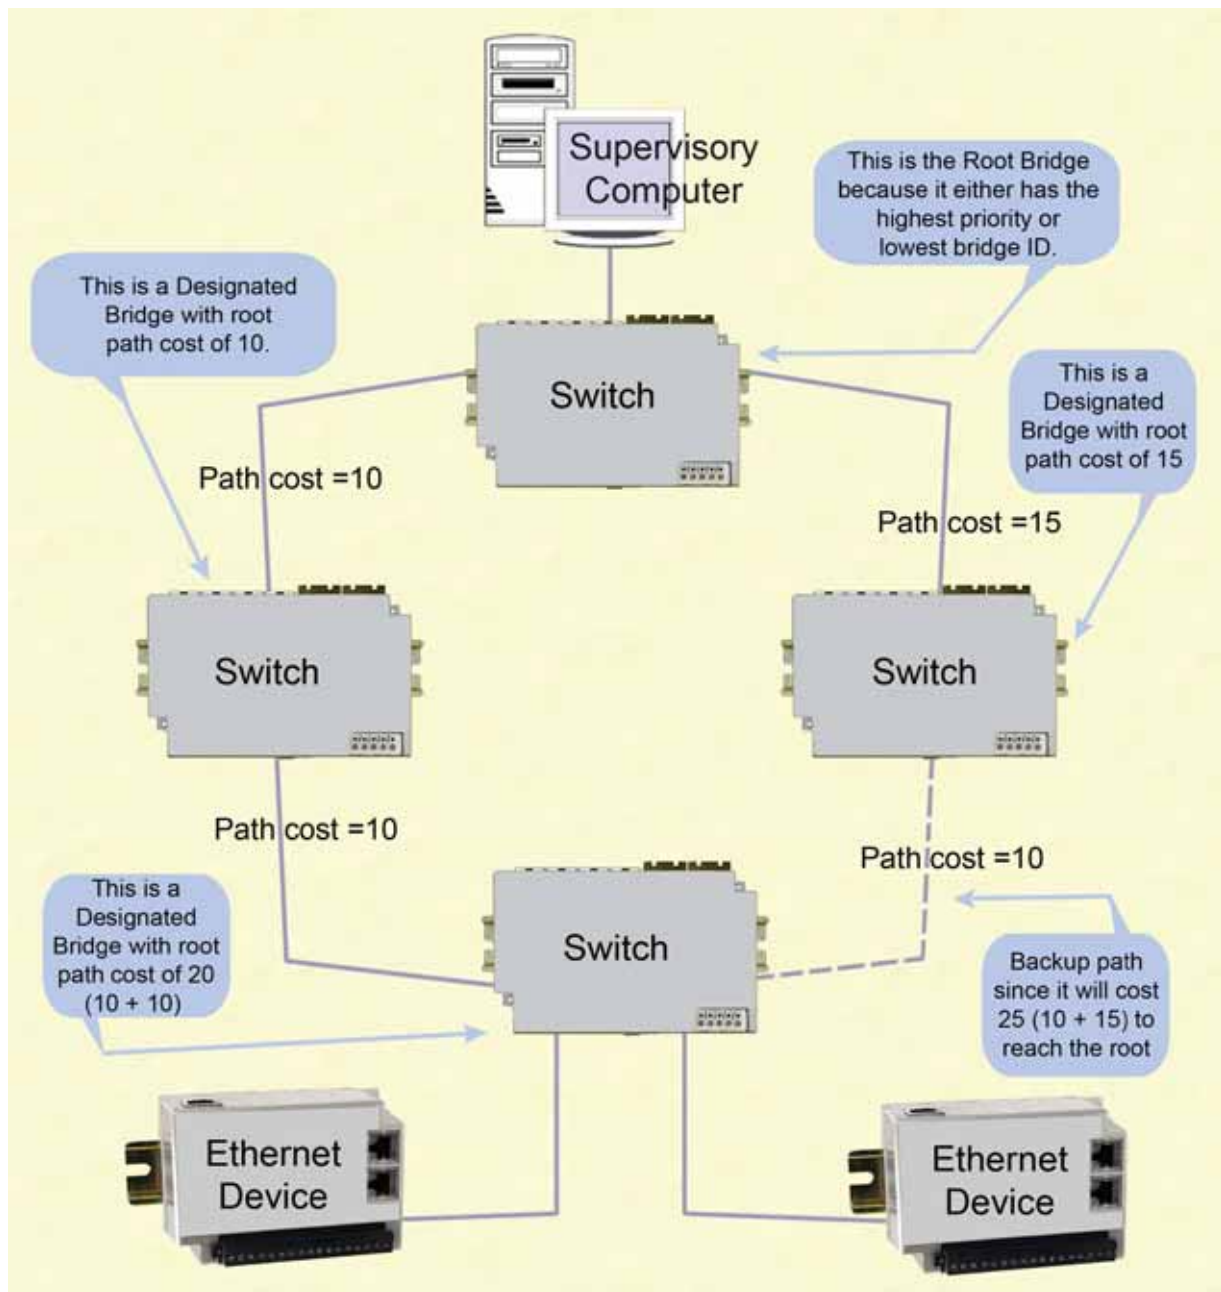 Supervisory
Computer
This is the Root Bridge
because it either has the
highest priority or
lowest bridge ID.
This is a Designated
Bridge with root
path cost of 10.
Switch
This is a
Designated
Bridge with root
path cost of 15
Path cost =10
Path cost =15
Switch
Switch
Path cost =10
Path cost =10
This is a
Designated
Bridge with root
path cost of 20
(10 + 10)
Switch
Backup path
since it will cost
25 (10 + 15) to
reach the root
Ethernet
Device
Ethernet
Device